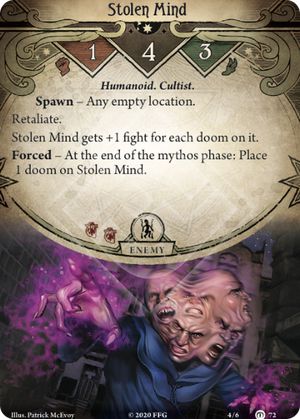 Stolen Mind
1 4 3
Humanoid. Cultist.
Spawn – Any empty location.
Retaliate.
Stolen Mind gets +1 fight for each doom on it.
Forced – At the end of the mythos phase: Place
1 doom on Stolen Mind.
ENEMY
Illus. Patrick McEvoy © 2020 FFG 4/6 72